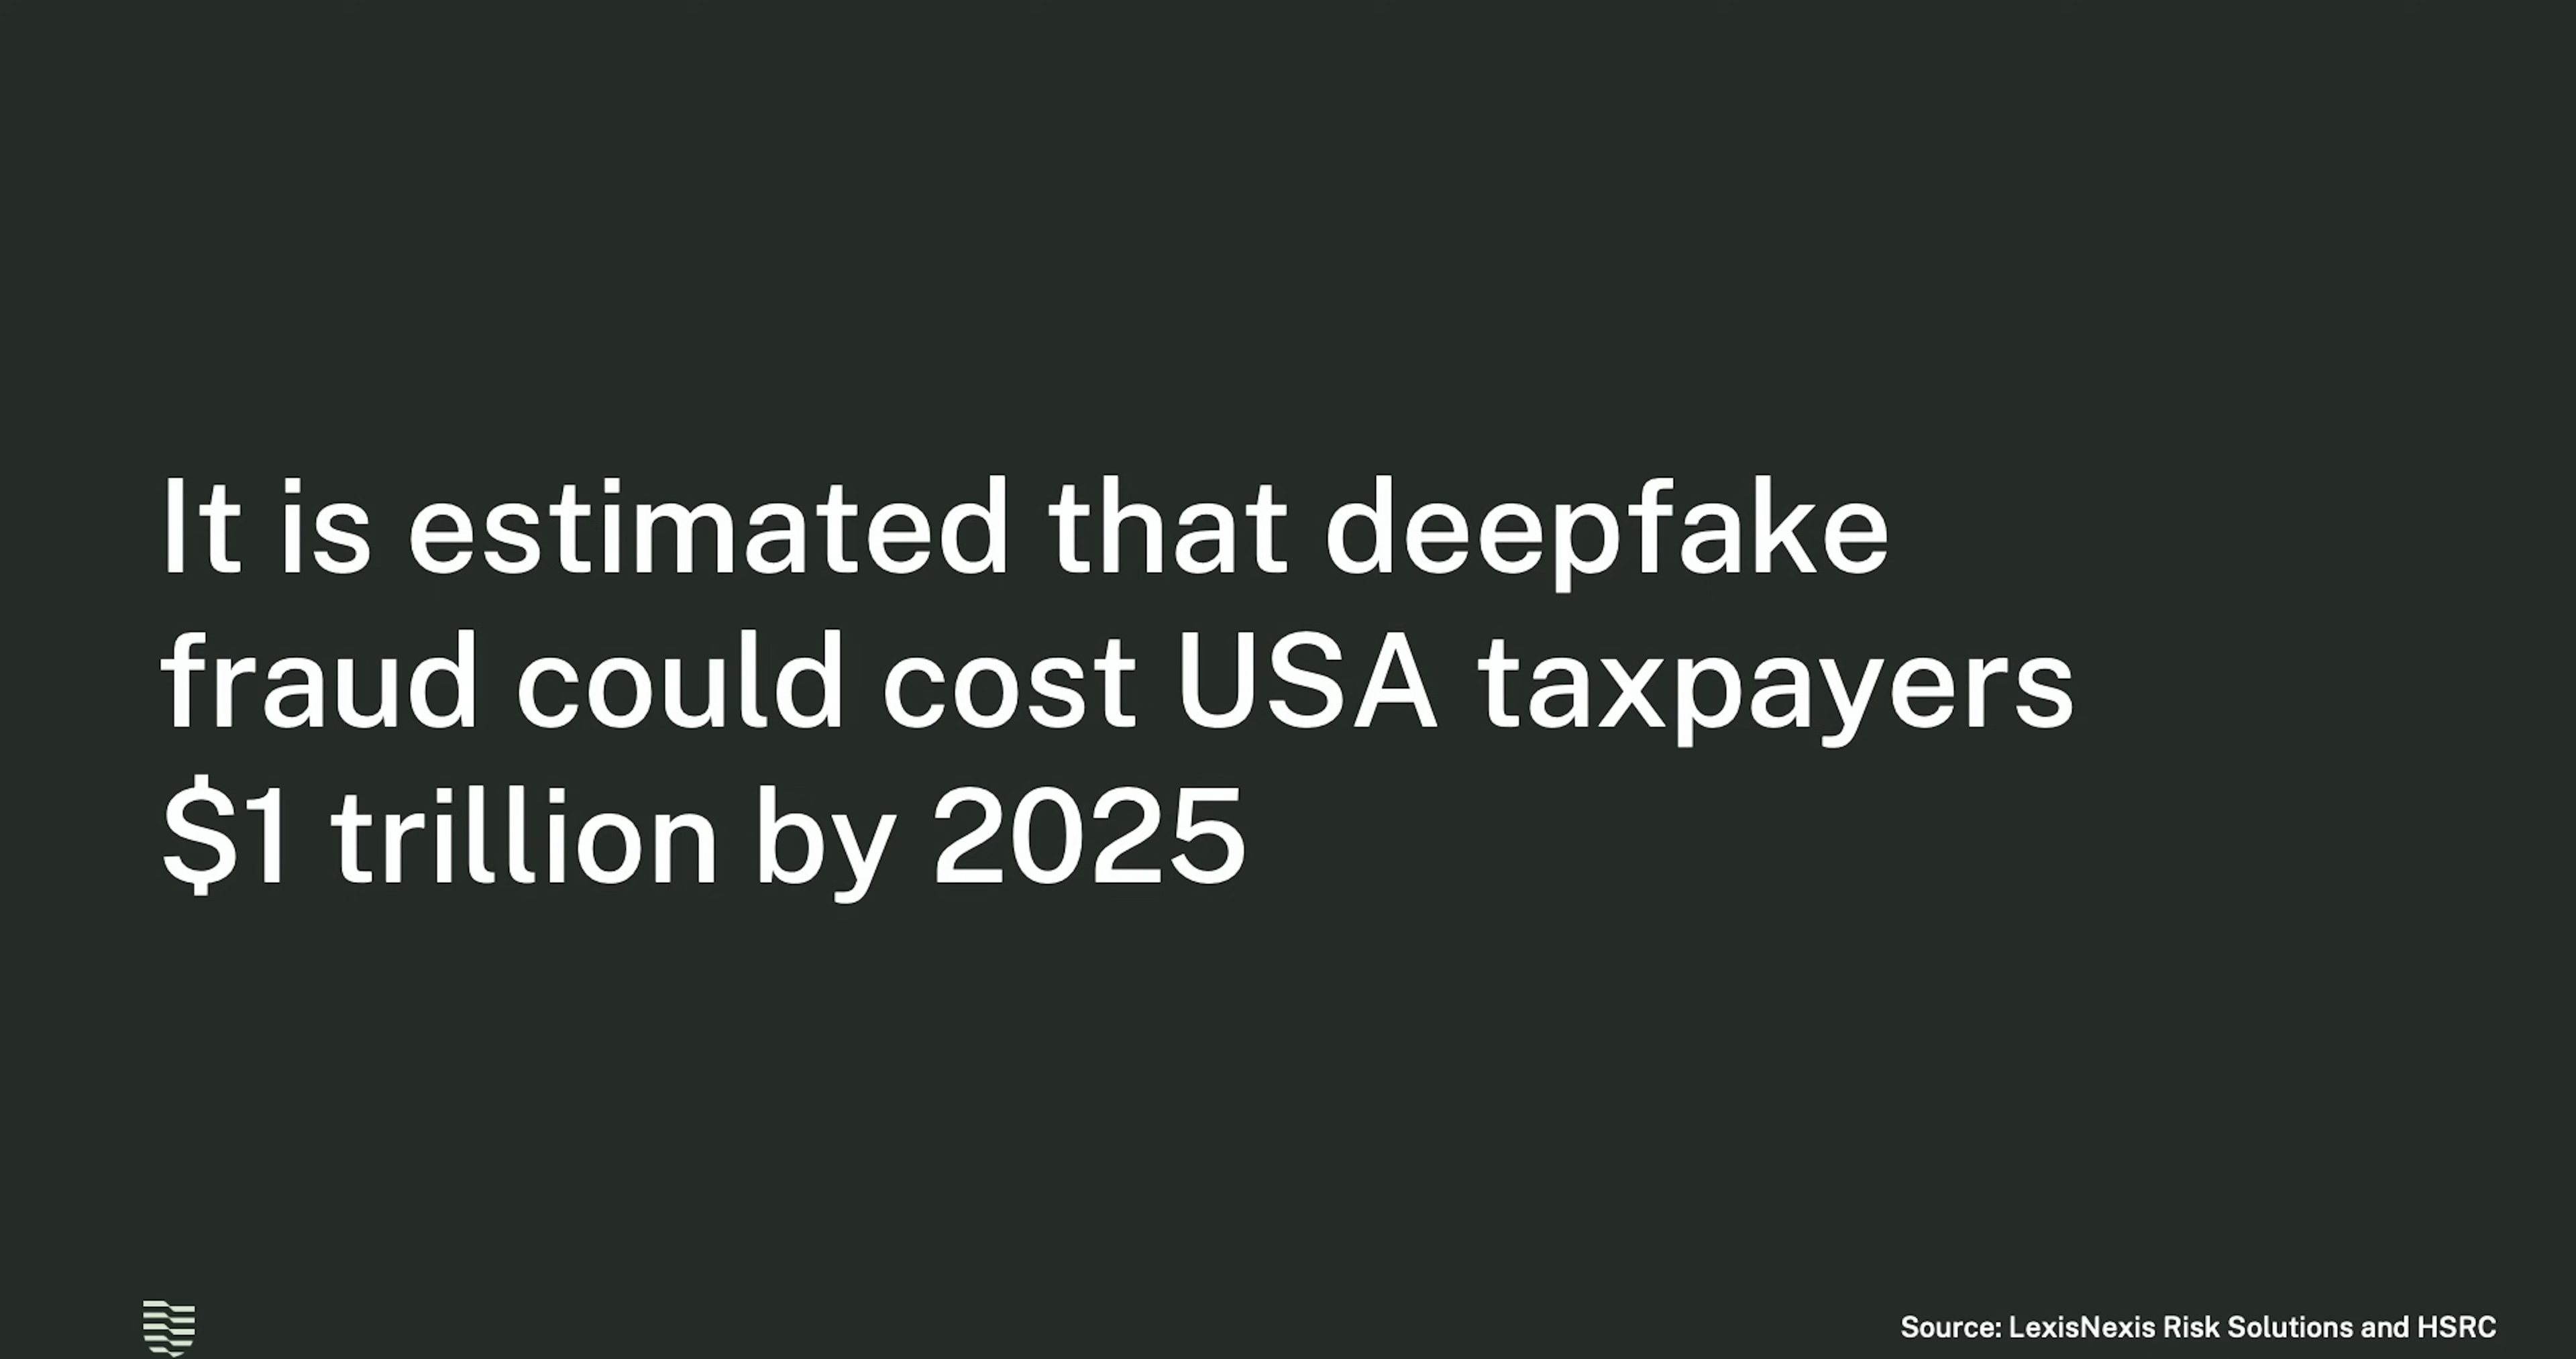 It is estimated that deepfake
fraud could cost USA taxpayers
$1 trillion by 2025
Source: LexisNexis Risk Solutions and HSRC